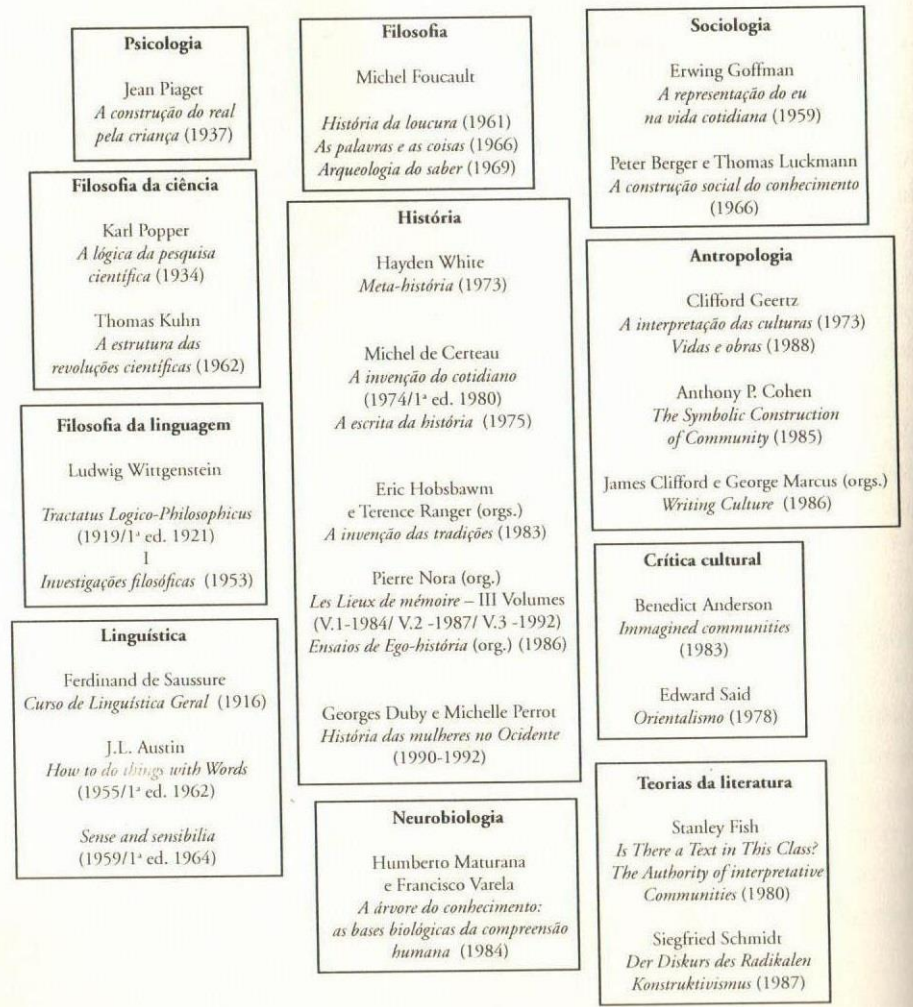 Psicologia
Jean Piaget
A construção do real
pela criança (1937)
Filosofia da ciência
Karl Popper
A lógica da pesquisa
científica (1934)
Thomas Kuhn
A estrutura das
revoluções científicas (1962)
Filosofia da linguagem
Ludwig Wittgenstein
Tractatus Logico-Philosophicus
(1919/1ª ed. 1921)
I
Investigações filosóficas (1953)
Linguística
Ferdinand de Saussure
Curso de Linguística Geral (1916)
J.L. Austin
How to do things with Words
(1955/1ª ed. 1962)
Sense and sensibilia
(1959/1ª ed. 1964)
Filosofia
Michel Foucault
História da loucura (1961)
As palavras e as coisas (1966)
Arqueologia do saber (1969)
História
Hayden White
Meta-história (1973)
Michel de Certeau
A invenção do cotidiano
(1974/1ª ed. 1980)
A escrita da história (1975)
Eric Hobsbawm
e Terence Ranger (orgs.)
A invenção das tradições (1983)
Pierre Nora (org.)
Les Lieux de mémoire – III Volumes
(V.1-1984/ V.2 -1987/ V.3 -1992)
Ensaios de Ego-história (org.) (1986)
Georges Duby e Michelle Perrot
História das mulheres no Ocidente
(1990-1992)
Neurobiologia
Humberto Maturana
e Francisco Varela
A árvore do conhecimento:
as bases biológicas da compreensão
humana (1984)
Sociologia
Erwing Goffman
A representação do eu
na vida cotidiana (1959)
Peter Berger e Thomas Luckmann
A construção social do conhecimento
(1966)
Antropologia
Clifford Geertz
A interpretação das culturas (1973)
Vidas e obras (1988)
Anthony P. Cohen
The Symbolic Construction
of Community (1985)
James Clifford e George Marcus (orgs.)
Writing Culture (1986)
Crítica cultural
Benedict Anderson
Immagined communities
(1983)
Edward Said
Orientalismo (1978)
Teorias da literatura
Stanley Fish
Is There a Text in This Class?
The Authority of interpretative
Communities (1980)
Siegfried Schmidt
Der Diskurs des Radikalen
Konstruktivismus (1987)